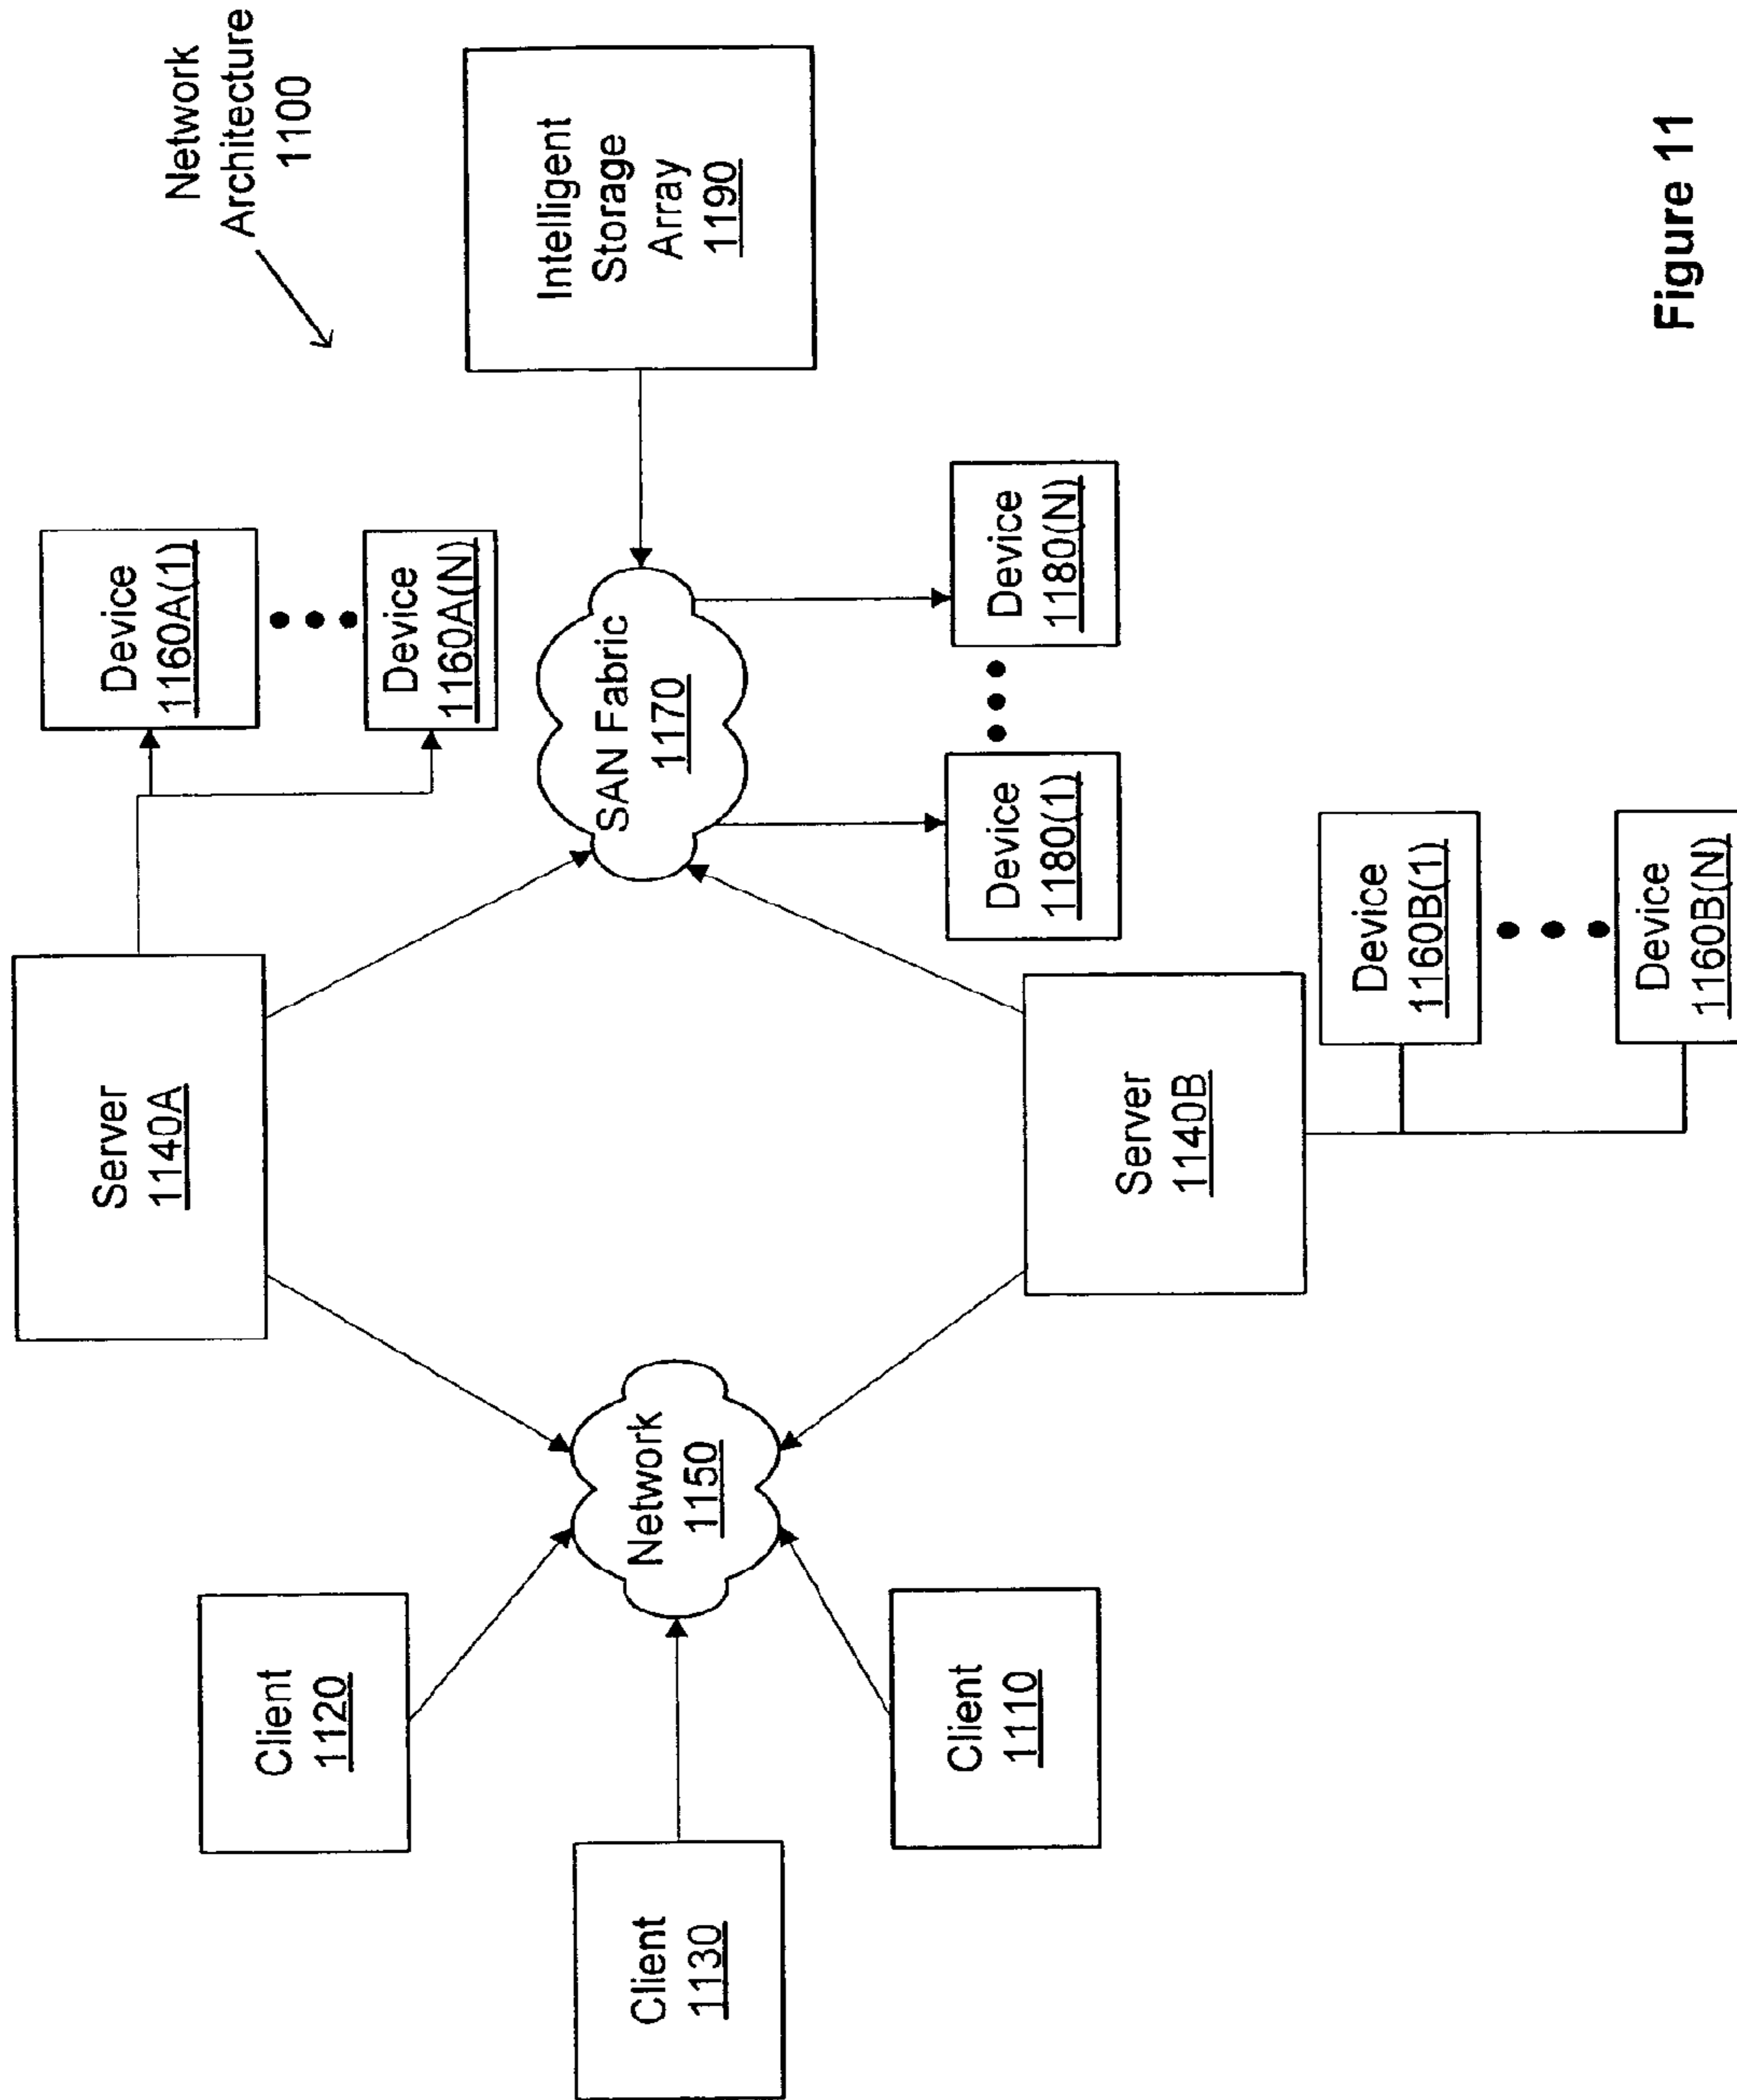 Network
Architecture
1100
Server
1140A
Device
1160A(1)
Device
1160A(N)
Client
1120
Client
1130
Client
1110
Network
1150
SAN Fabric
1170
Intelligent
Storage
Array
1190
Device
1180(1)
Device
1180(N)
Server
1140B
Device
1160B(1)
Device
1160B(N)
Figure 11